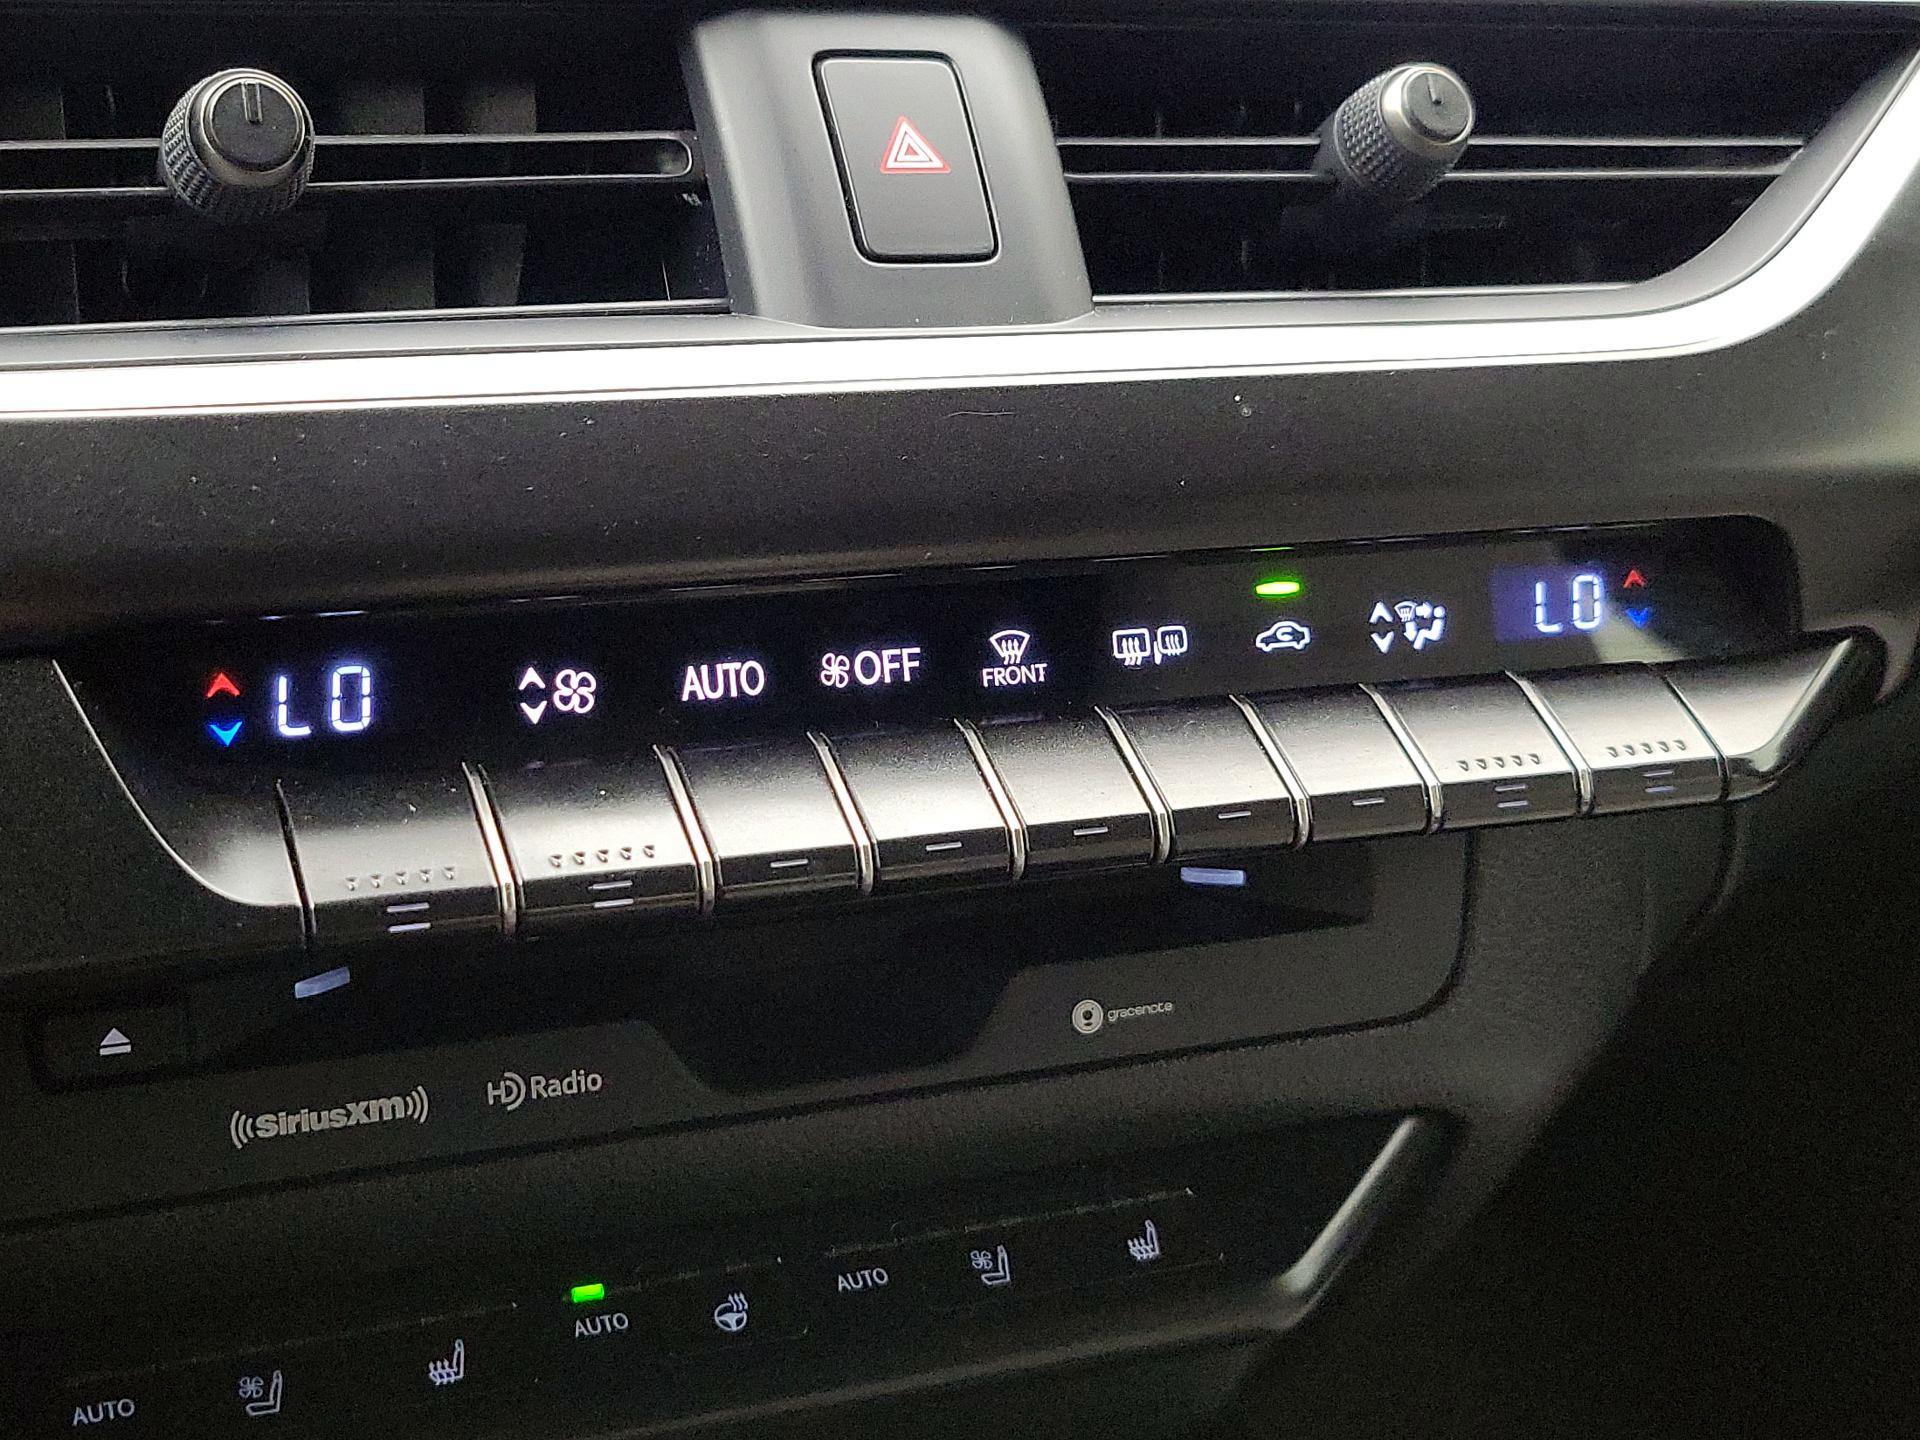 LO
AUTO
OFF
FRONT
LO
gracenote
((SiriusXM))
HD Radio
AUTO
AUTO
AUTO